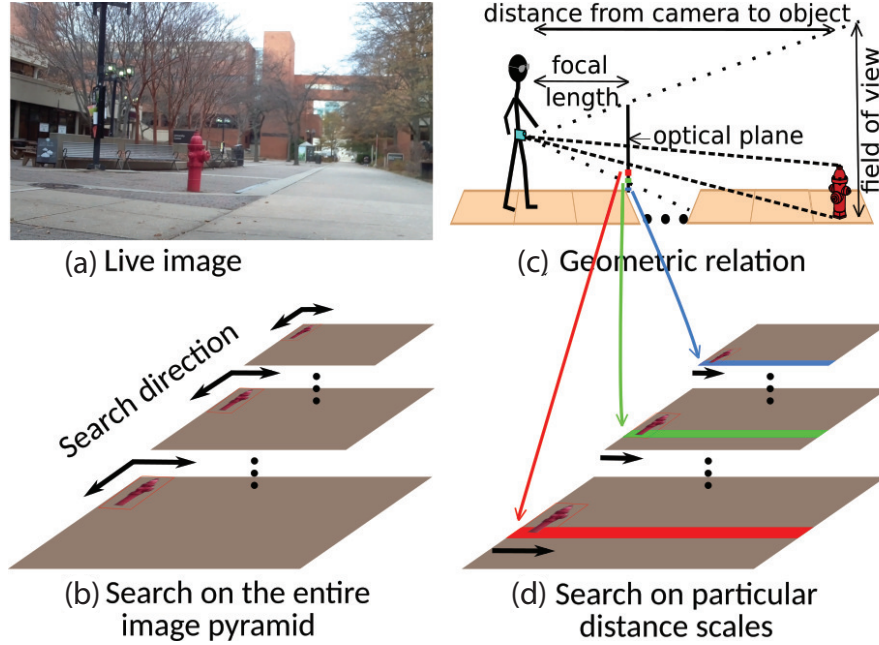 distance from camera to object
focal
length
optical plane
field of view
(a) Live image
(c) Geometric relation
Search direction
(b) Search on the entire
image pyramid
(d) Search on particular
distance scales